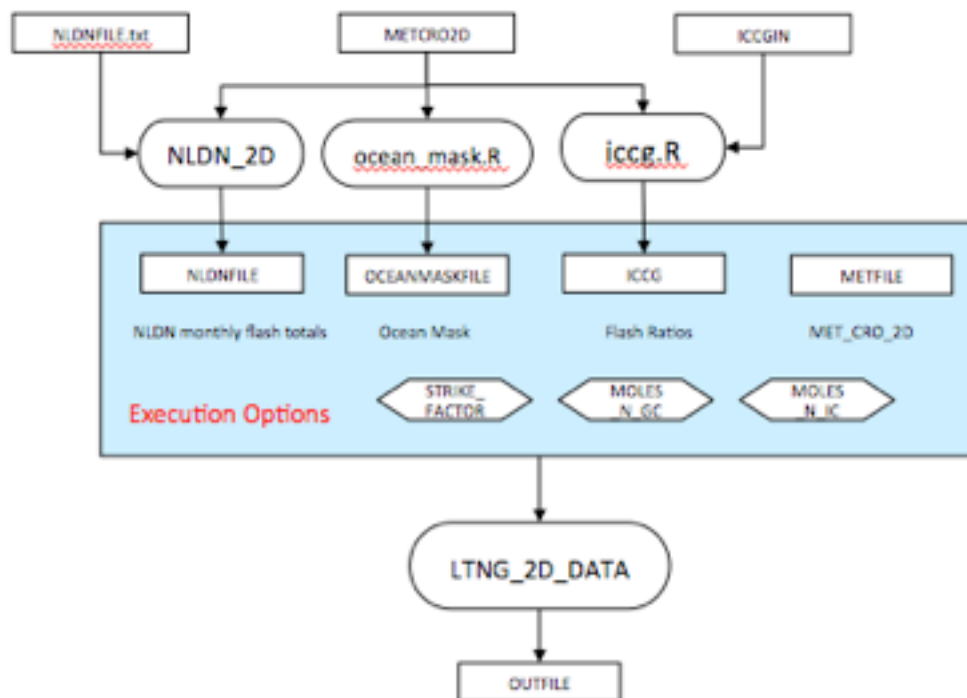 NLDNFILE.txt
METCRO2D
ICCGIN
NLDN_2D
ocean_mask.R
iccg.R
NLDNFILE
OCEANMASKFILE
ICCG
METFILE
NLDN monthly flash totals
Ocean Mask
Flash Ratios
MET_CRO_2D
Execution Options
STRIKE_
FACTOR
MOLES
_N_GC
MOLES
_N_IC
LTNG_2D_DATA
OUTFILE